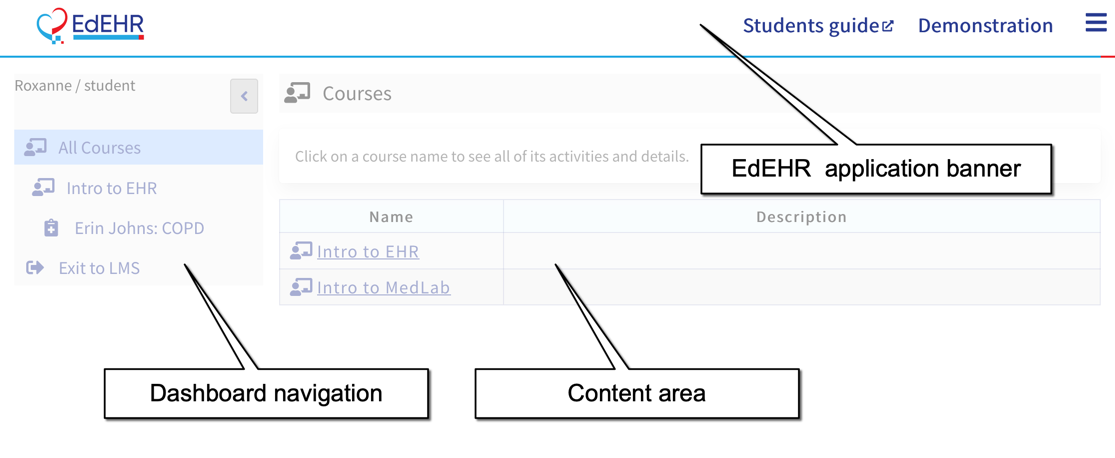 EdEHR
Students guide
Demonstration
Roxanne / student
Courses
All Courses
Click on a course name to see all of its activities and details.
EdEHR application banner
Intro to EHR
Erin Johns: COPD
Exit to LMS
Name Description
Intro to EHR
Intro to MedLab
Dashboard navigation
Content area